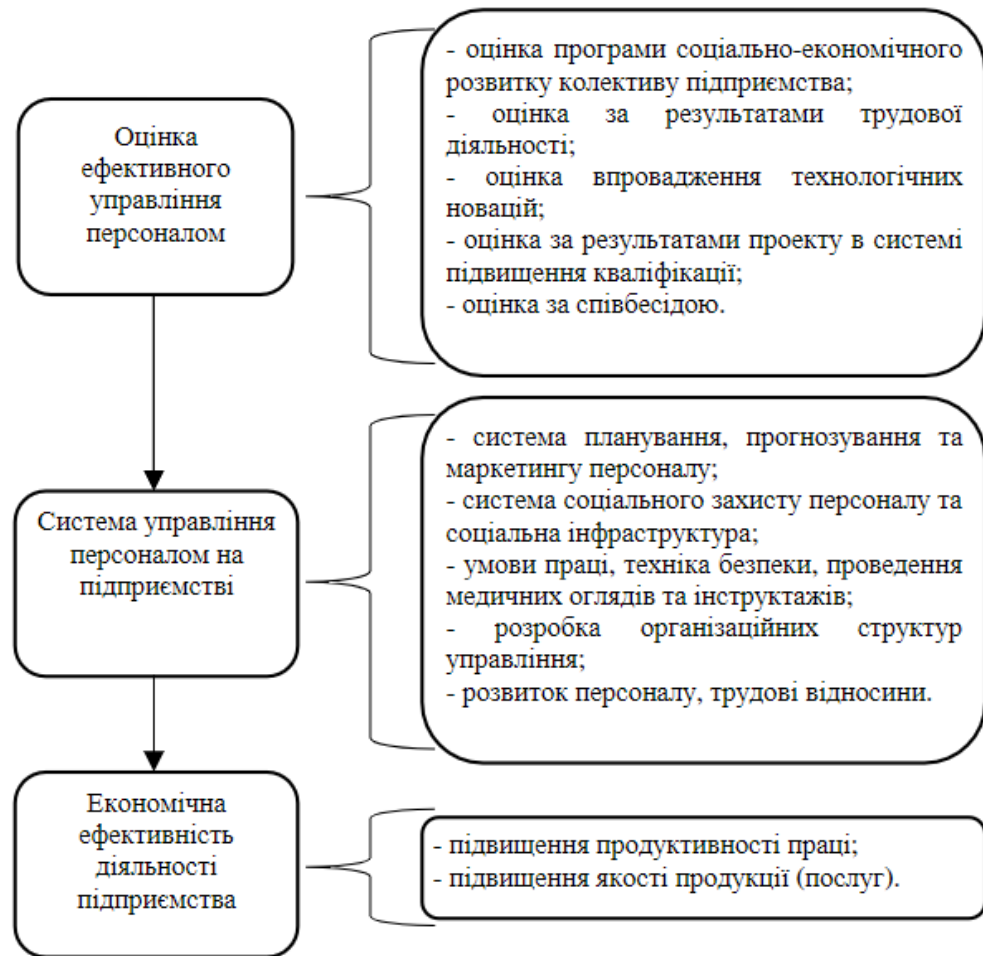 Оцінка
ефективного
управління
персоналом
- оцінка програми соціально-економічного
розвитку колективу підприємства;
- оцінка за результатами трудової
діяльності;
- оцінка впровадження технологічних
новацій;
- оцінка за результатами проекту в системі
підвищення кваліфікації;
- оцінка за співбесідою.
Система управління
персоналом на
підприємстві
- система планування, прогнозування та
маркетингу персоналу;
- система соціального захисту персоналу та
соціальна інфраструктура;
- умови праці, техніка безпеки, проведення
медичних оглядів та інструктажів;
- розробка організаційних структур
управління;
- розвиток персоналу, трудові відносини.
Економічна
ефективність
діяльності
підприємства
- підвищення продуктивності праці;
- підвищення якості продукції (послуг).